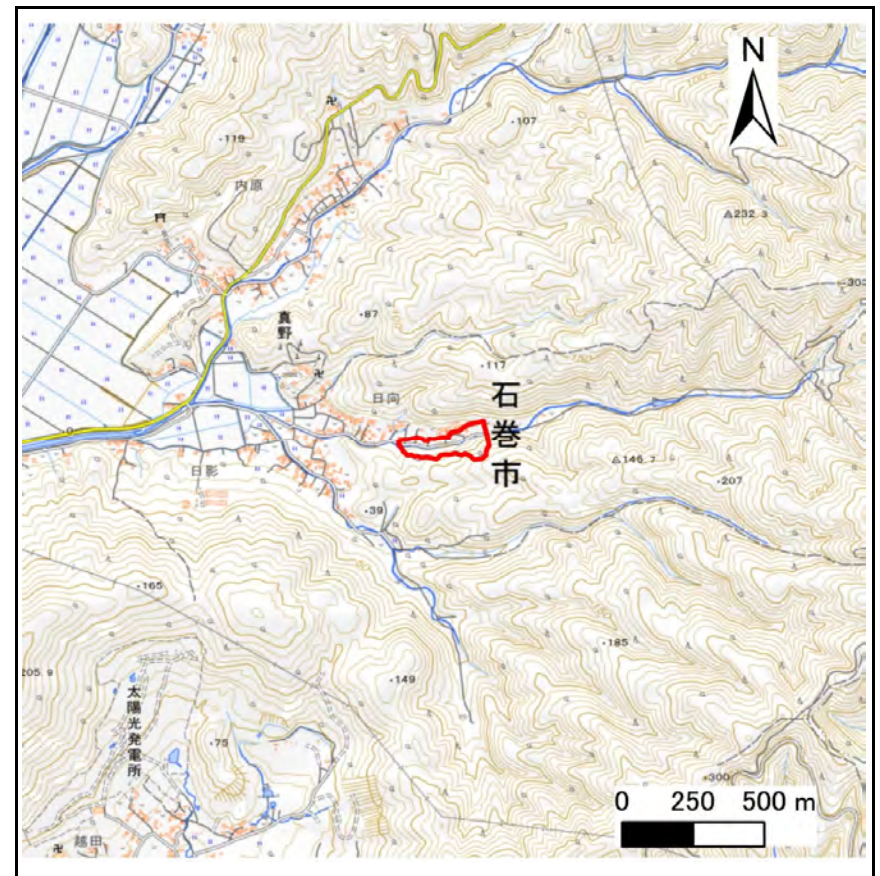 N
・107
・119
内原
△232.3
・303
・87
真野
・117
日向
石巻市
日影
△146.7
・207
・39
・165
・185
205.9
・149
太陽光発電所
・75
・300
越田
0 250 500 m